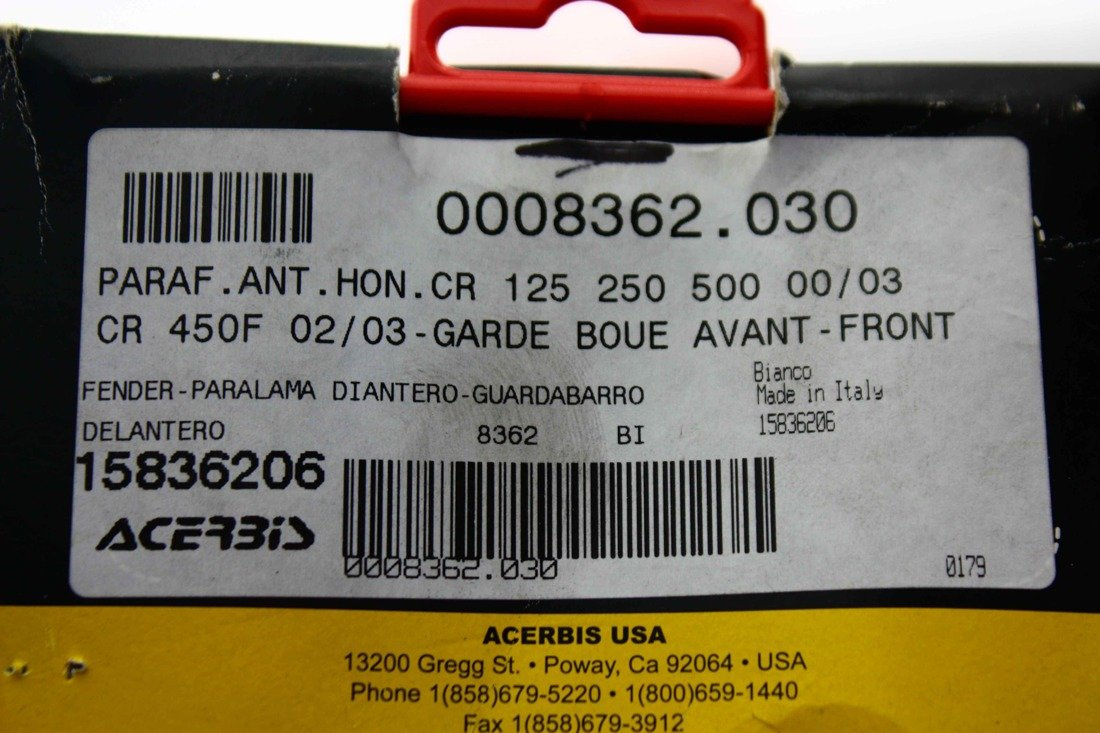 0008362.030
PARAF.ANT.HON.CR 125 250 500 00/03
CR 450F 02/03-GARDE BOUE AVANT-FRONT
FENDER-PARALAMA DIANTERO-GUARDABARRO
DELANTERO 8362 BI
Bianco
Made in Italy
15836206
15836206
ACERBIS
0008362.030
0179
ACERBIS USA
13200 Gregg St. • Poway, Ca 92064 • USA
Phone 1(858)679-5220 • 1(800)659-1440
Fax 1(858)679-3912